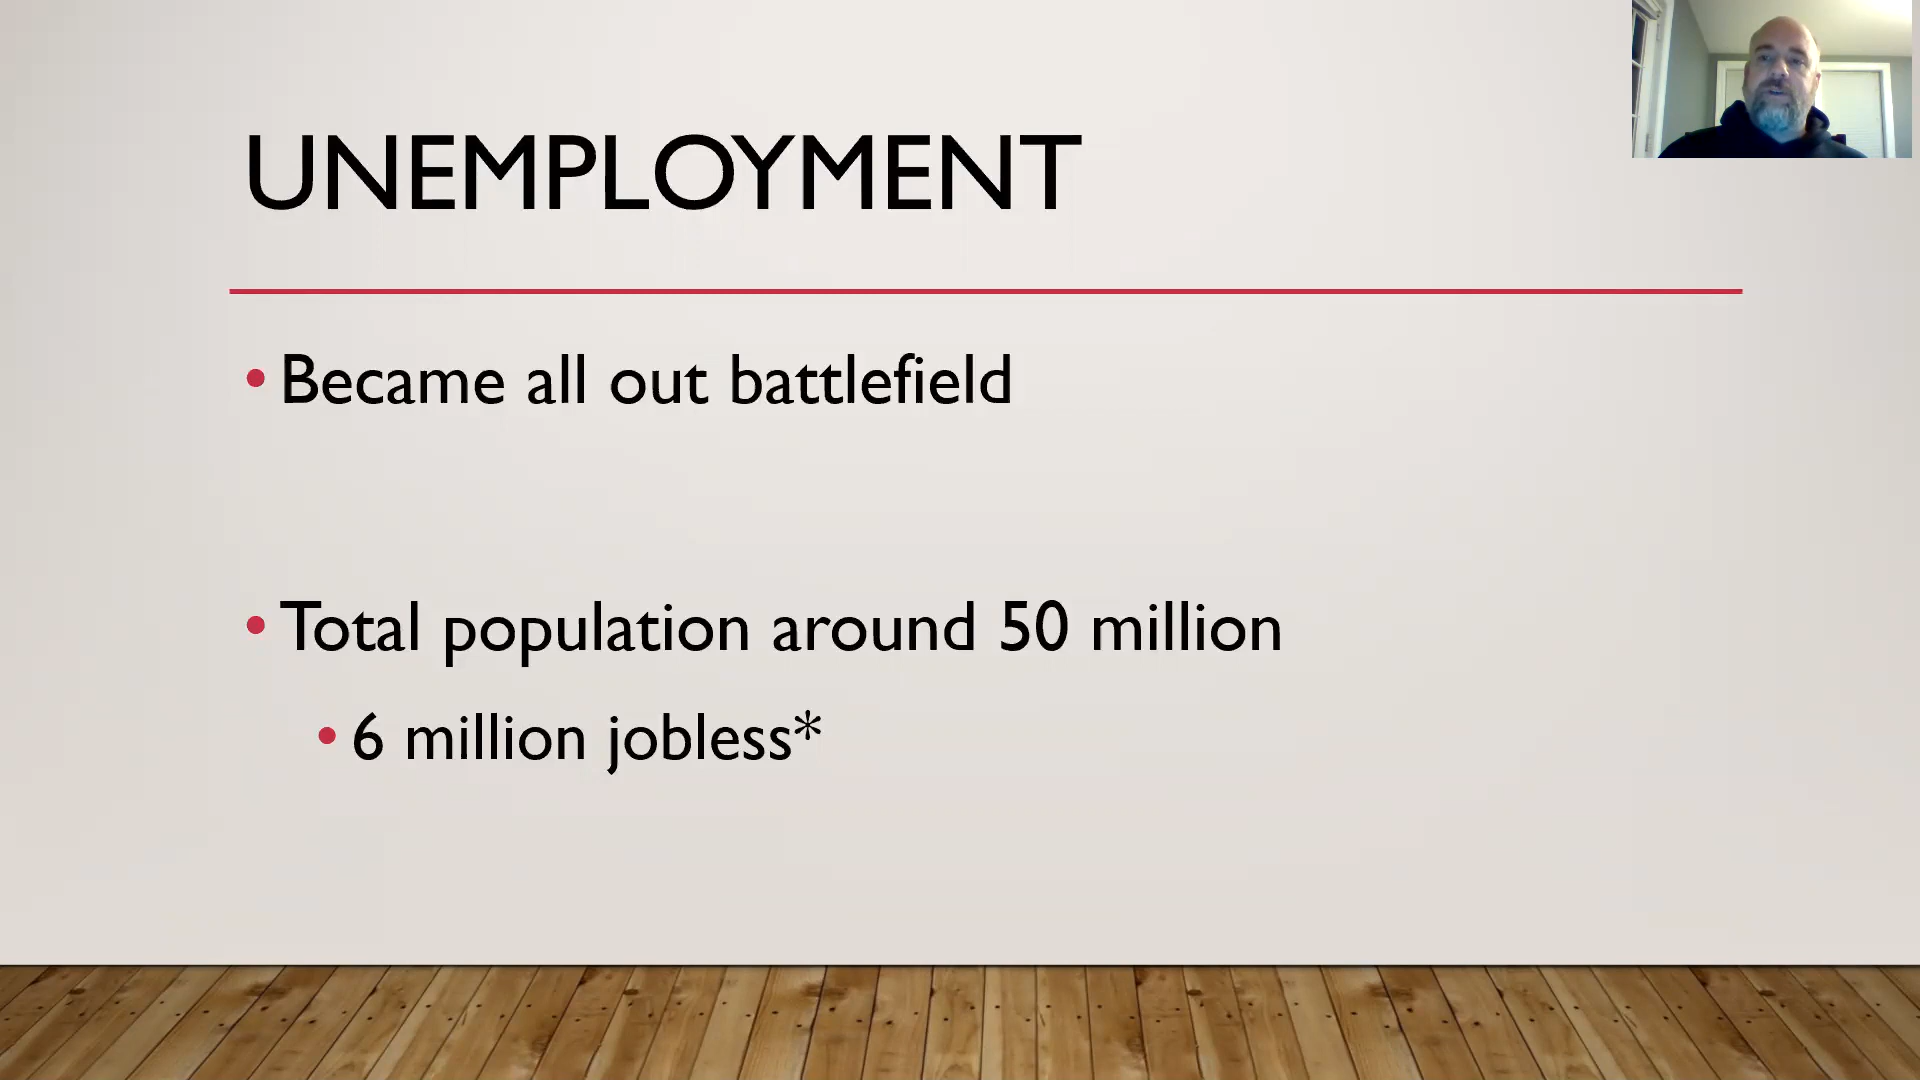 UNEMPLOYMENT
• Became all out battlefield
• Total population around 50 million
• 6 million jobless*